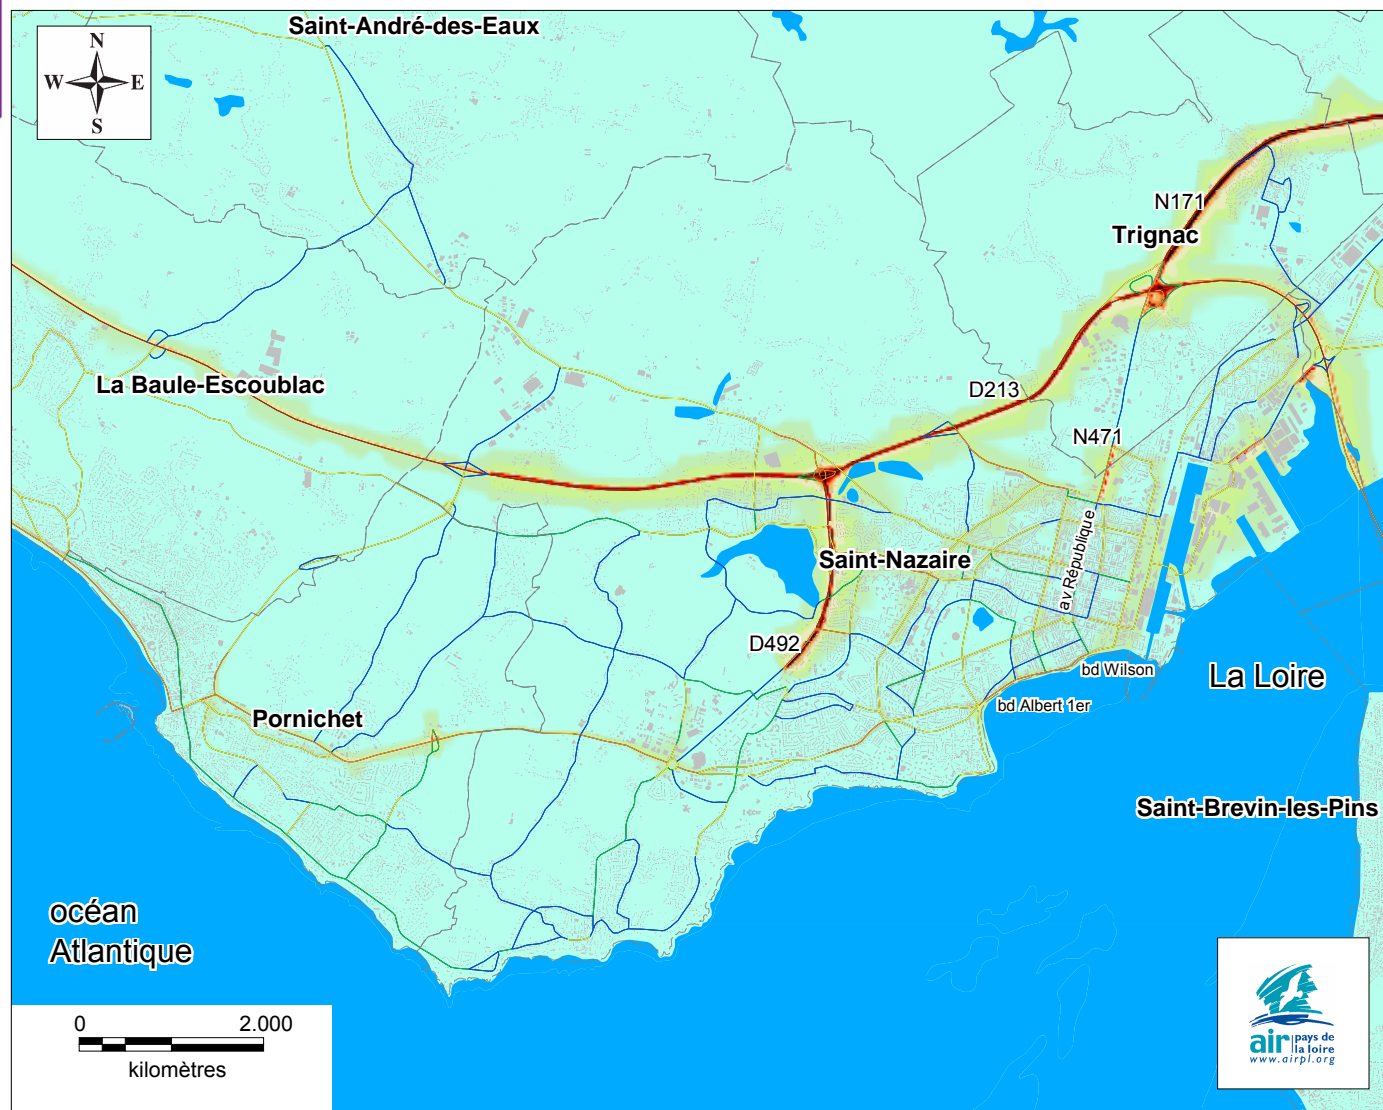 Saint-André-des-Eaux
N
W E
S
N171
Trignac
La Baule-Escoublac
D213
N471
av République
Saint-Nazaire
D492
bd Wilson
La Loire
bd Albert 1er
Pornichet
Saint-Brevin-les-Pins
océan
Atlantique
0 2.000
kilomètres
air pays de
la loire
www.airpl.org